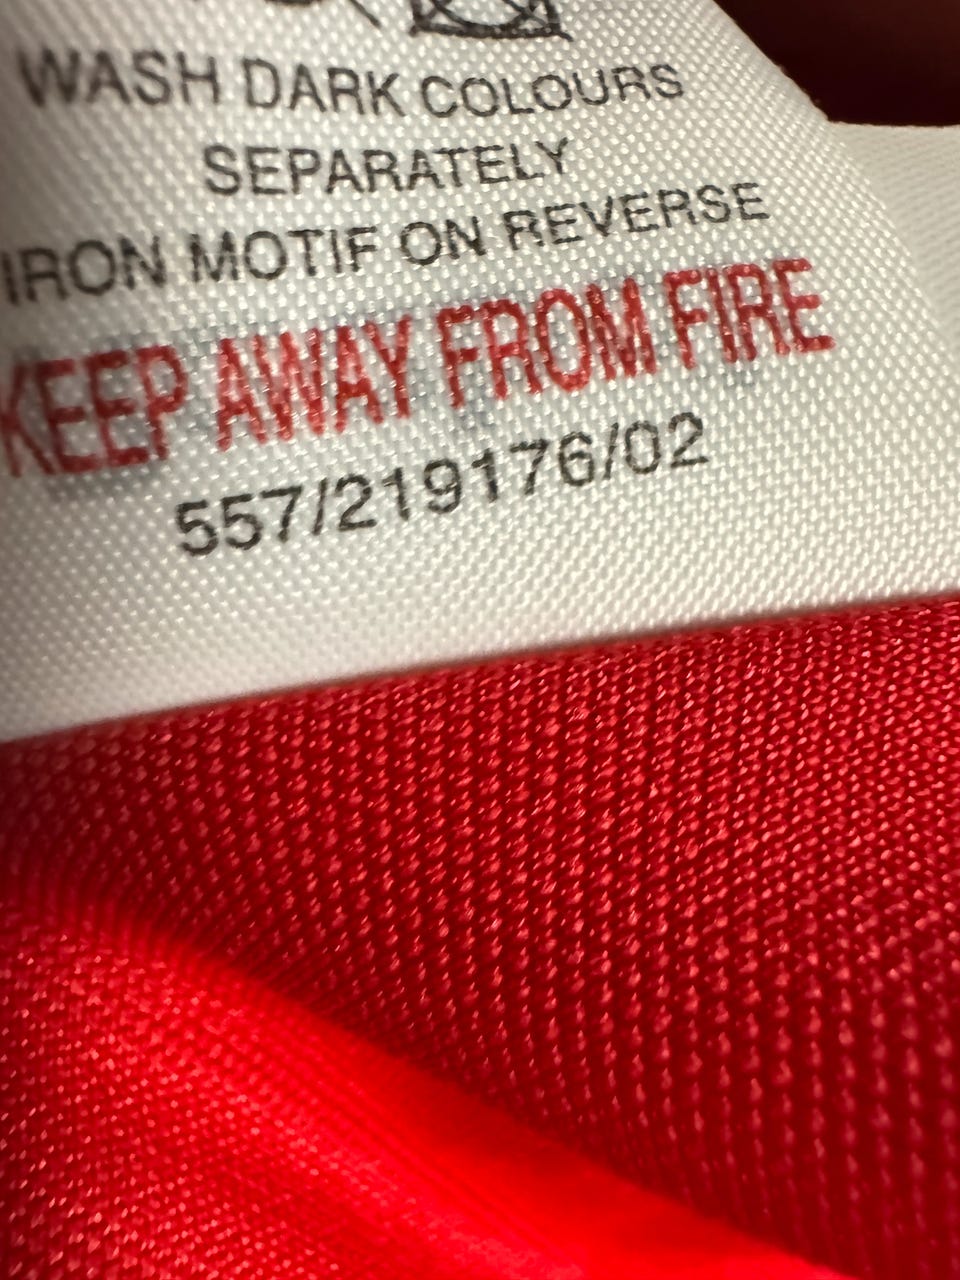 WASH DARK COLOURS
SEPARATELY
IRON MOTIF ON REVERSE
KEEP AWAY FROM FIRE
557/219176/02